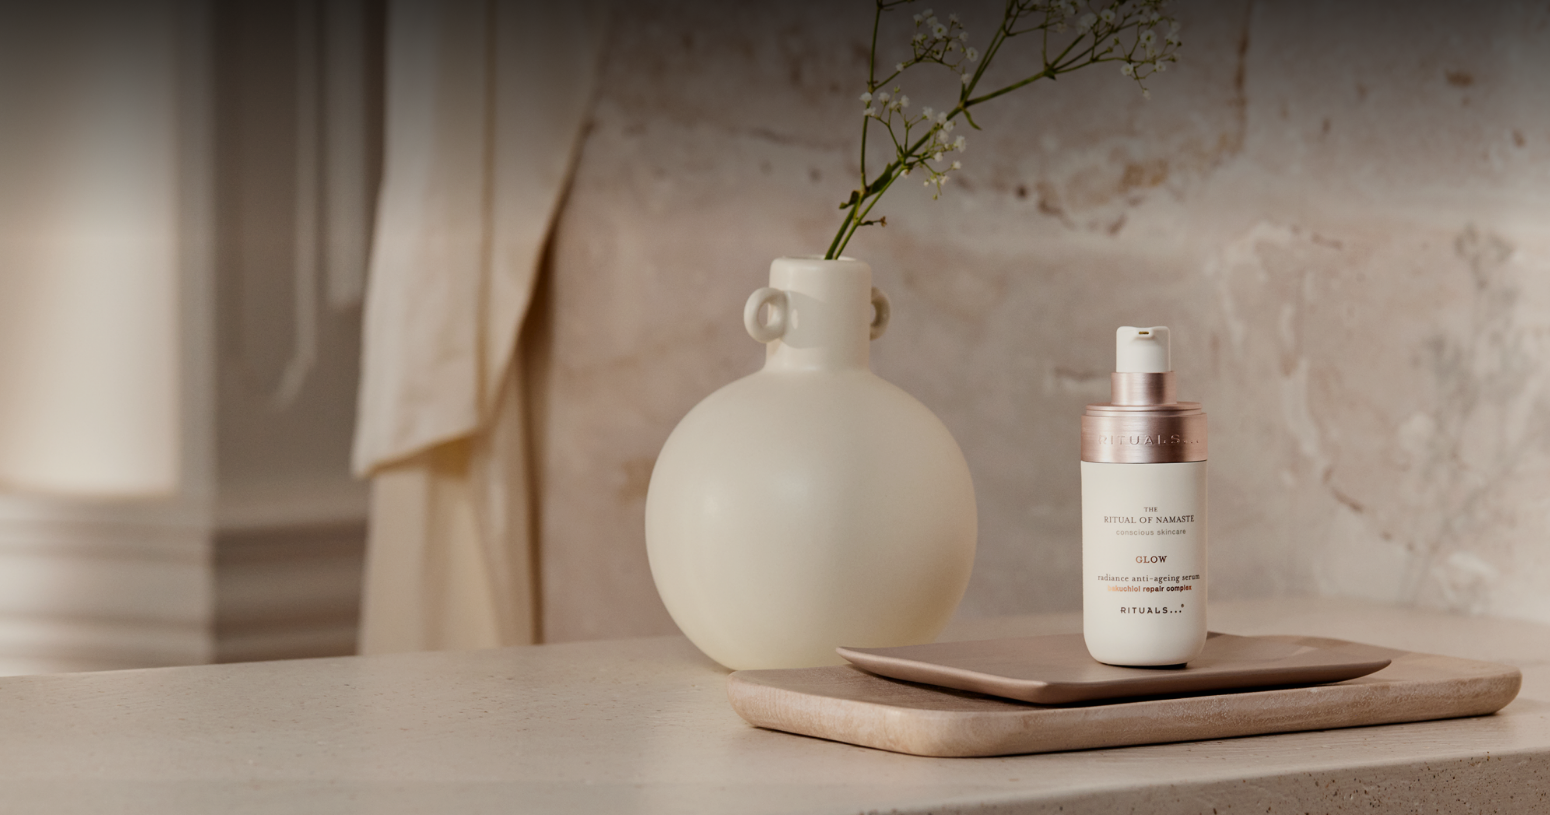 RITUALS...
THE
RITUAL OF NAMASTE
conscious skincare
GLOW
radiance anti-ageing serum
bakuchiol repair complex
RITUALS...